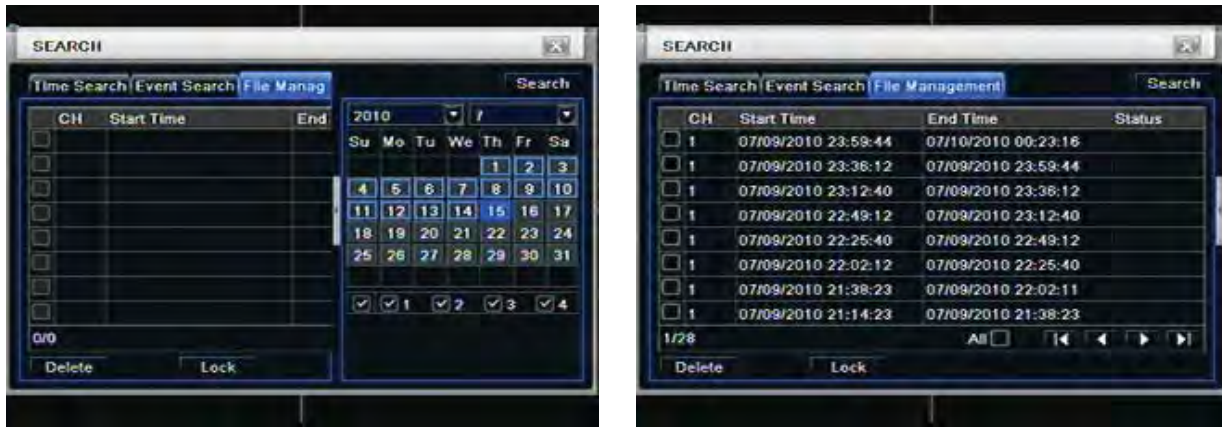 SEARCH
Time Search Event Search File Manag Search
CH Start Time End
2010 7
Su Mo Tu We Th Fr Sa
1 2 3
4 5 6 7 8 9 10
11 12 13 14 15 16 17
18 19 20 21 22 23 24
25 26 27 28 29 30 31
1 2 3 4
0/0
Delete Lock
SEARCH
Time Search Event Search File Management Search
CH Start Time End Time Status
1 07/09/2010 23:59:44 07/10/2010 00:23:16
1 07/09/2010 23:36:12 07/09/2010 23:59:44
1 07/09/2010 23:12:40 07/09/2010 23:36:12
1 07/09/2010 22:49:12 07/09/2010 23:12:40
1 07/09/2010 22:25:40 07/09/2010 22:49:12
1 07/09/2010 22:02:12 07/09/2010 22:25:40
1 07/09/2010 21:38:23 07/09/2010 22:02:11
1 07/09/2010 21:14:23 07/09/2010 21:38:23
1/28 All
Delete Lock